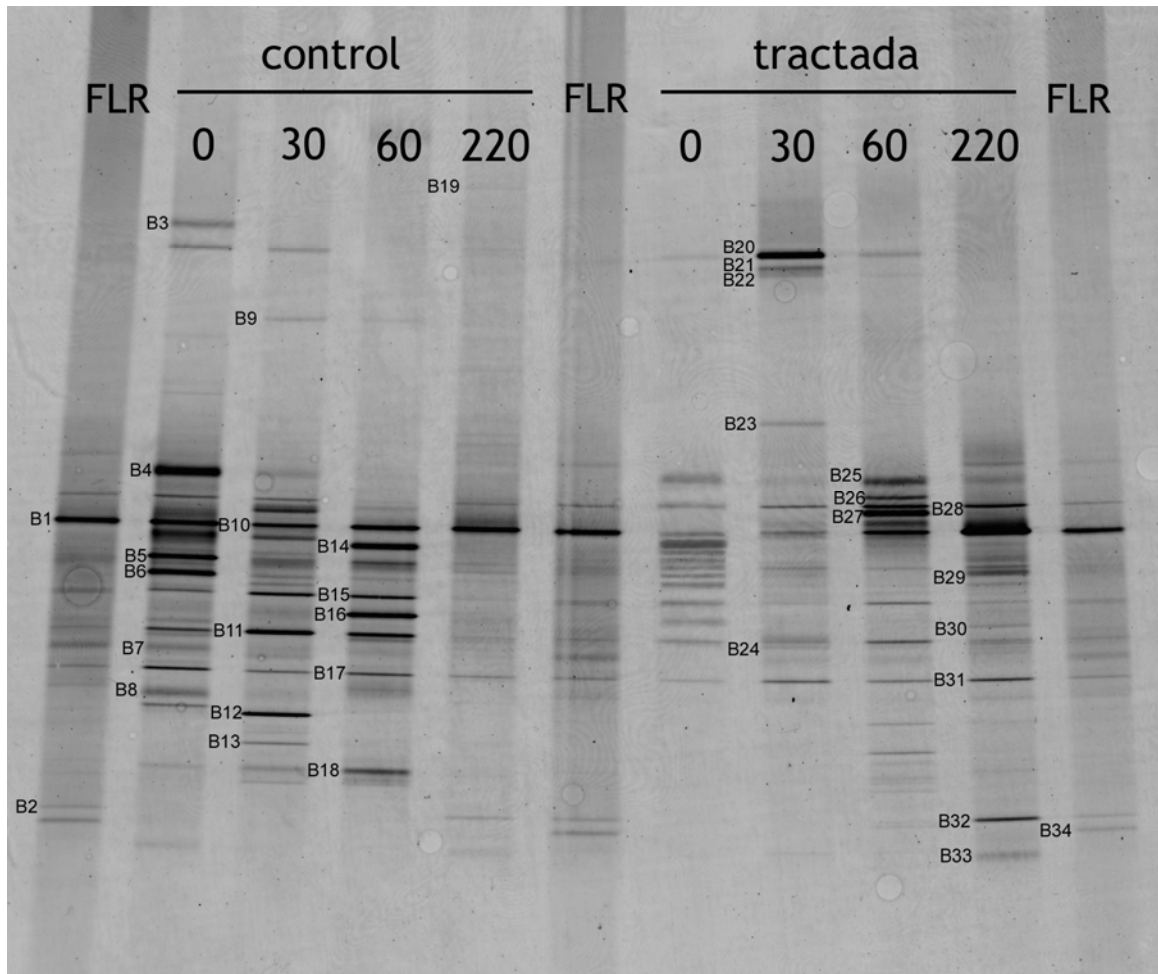 control
tractada
FLR
FLR
FLR
0 30 60 220
0 30 60 220
B19
B3
B20
B21
B22
B9
B23
B4
B25
B26
B28
B27
B1
B10
B14
B5
B6
B29
B15
B16
B11
B30
B7
B24
B17
B31
B8
B12
B13
B18
B2
B32
B34
B33